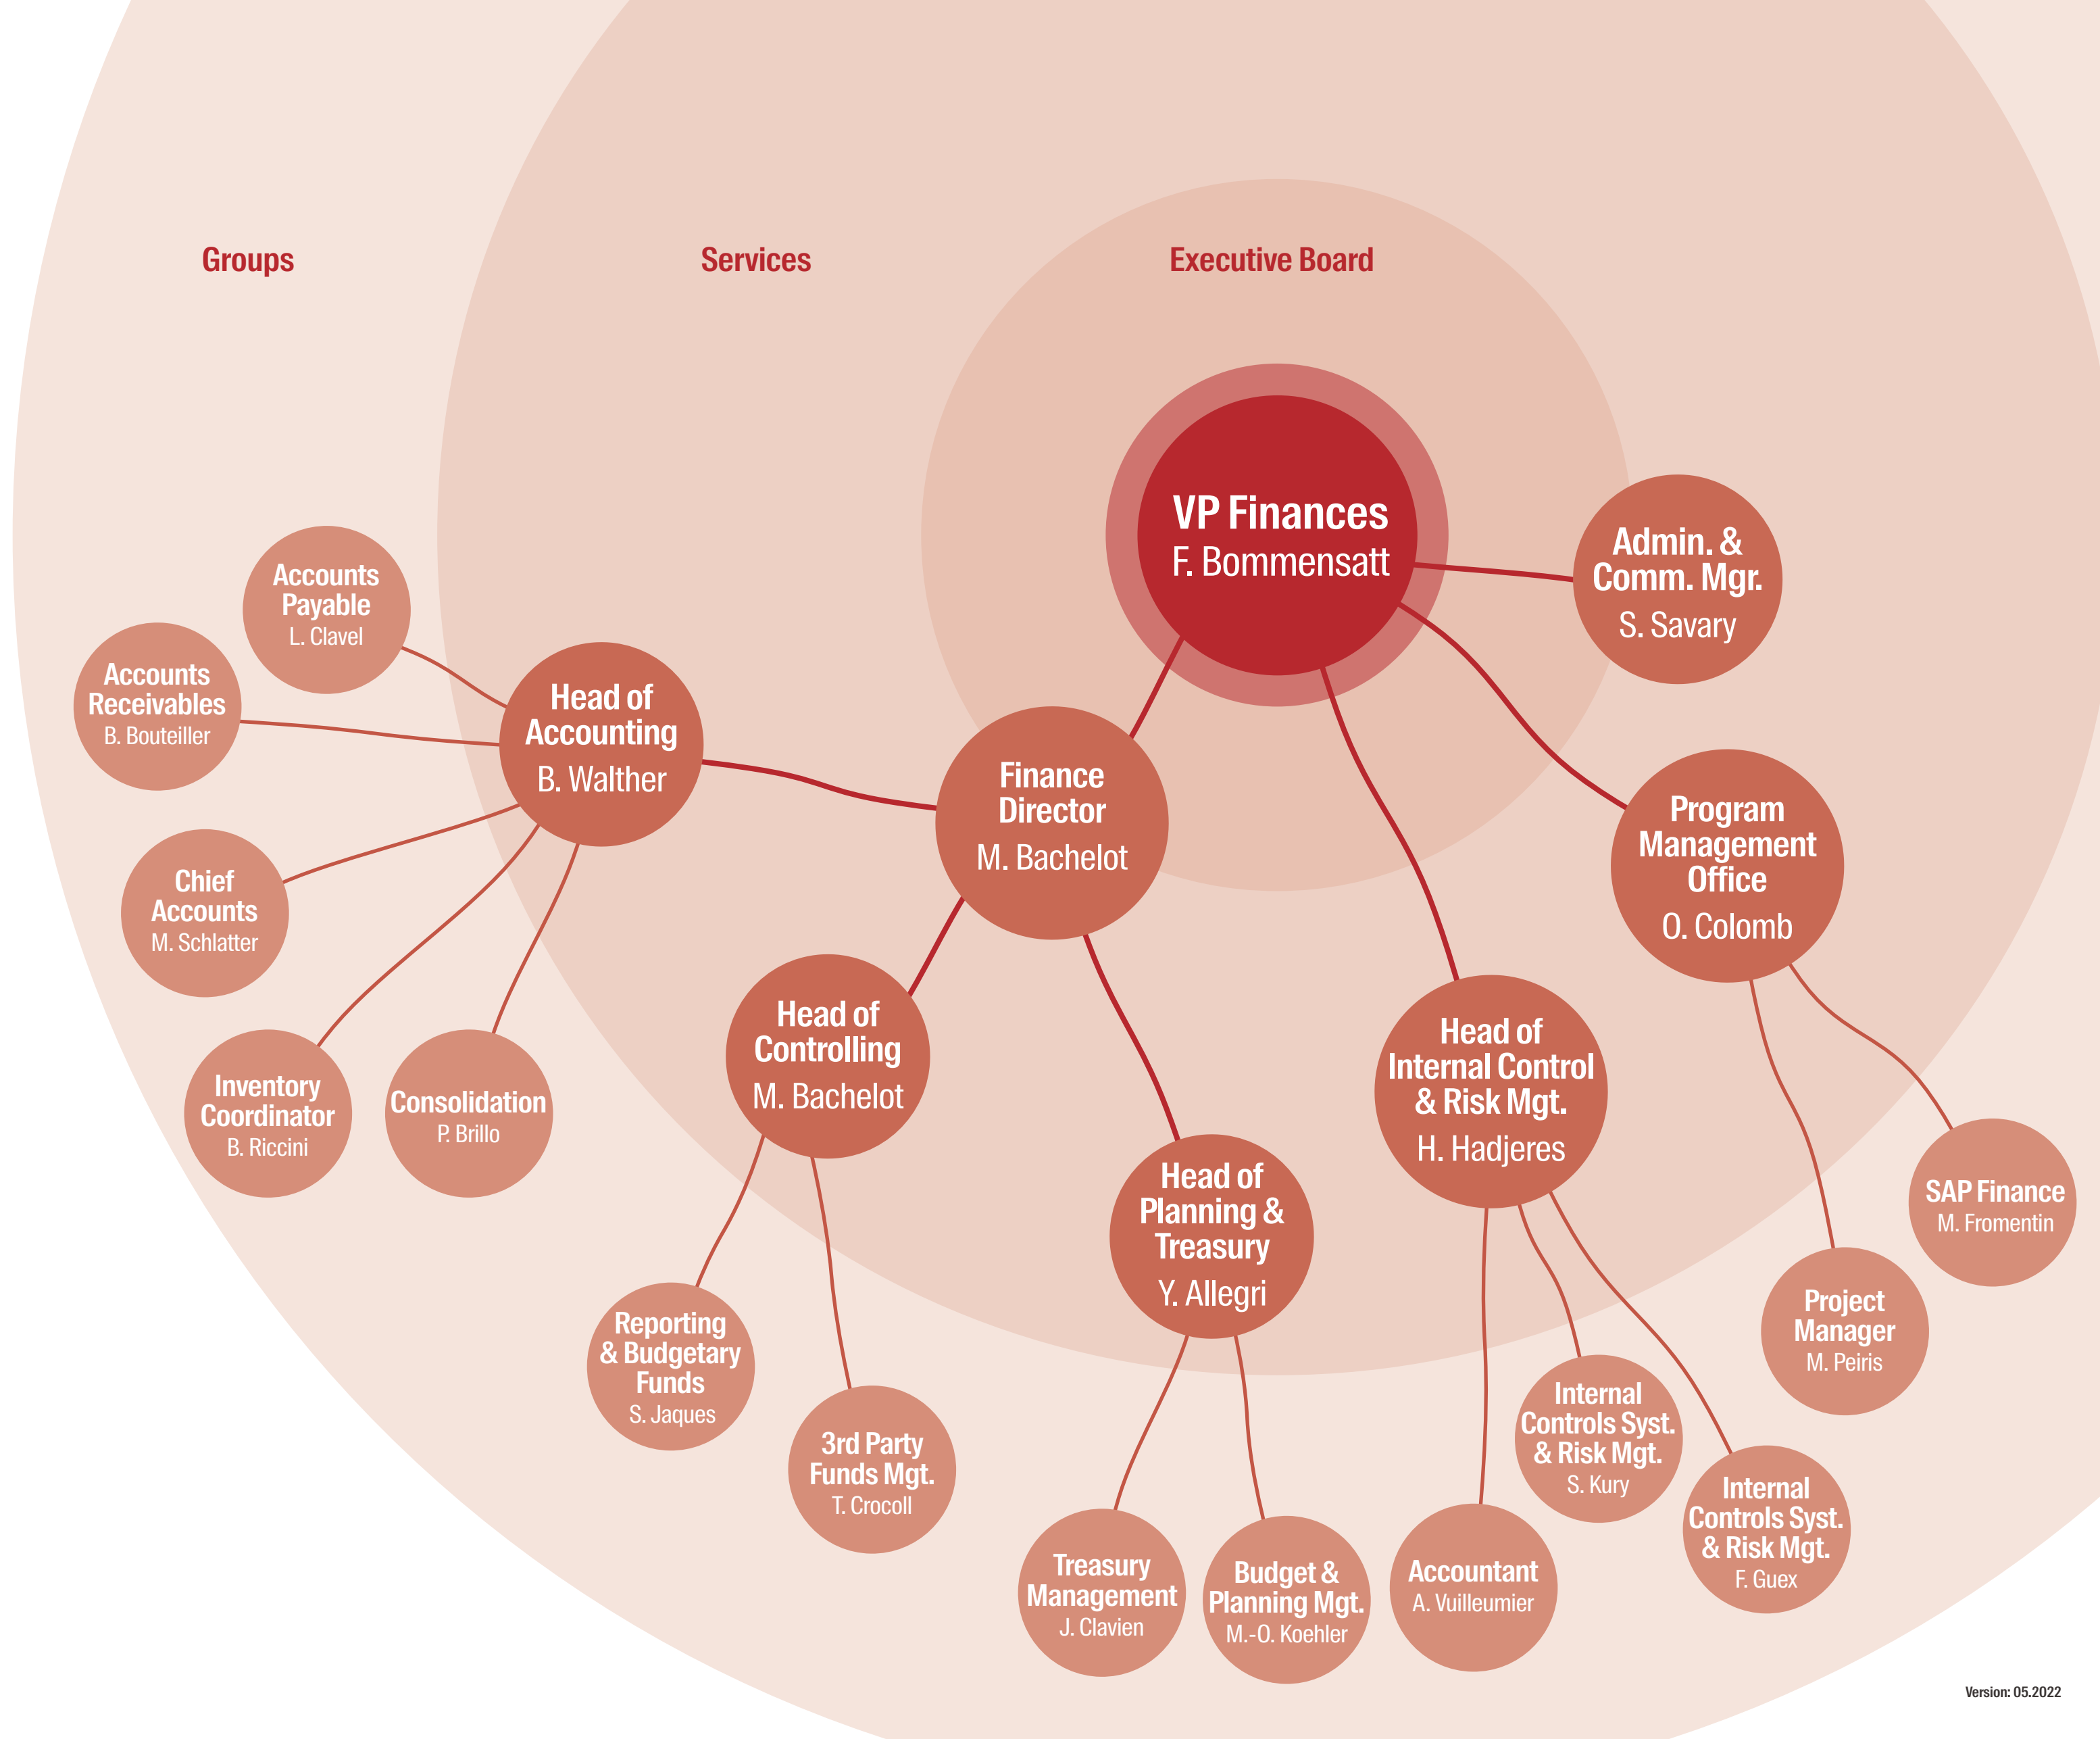 Groups
Services
Executive Board
VP Finances
F. Bommensatt
Admin. &
Comm. Mgr.
S. Savary
Accounts
Payable
L. Clavel
Accounts
Receivables
B. Bouteiller
Head of
Accounting
B. Walther
Finance
Director
M. Bachelot
Program
Management
Office
O. Colomb
Chief
Accounts
M. Schlatter
Inventory
Coordinator
B. Riccini
Consolidation
P. Brillo
Head of
Controlling
M. Bachelot
Head of
Internal Control
& Risk Mgt.
H. Hadjeres
Head of
Planning &
Treasury
Y. Allegri
SAP Finance
M. Fromentin
Project
Manager
M. Peiris
Reporting
& Budgetary
Funds
S. Jaques
3rd Party
Funds Mgt.
T. Crocoll
Internal
Controls Syst.
& Risk Mgt.
S. Kury
Internal
Controls Syst.
& Risk Mgt.
F. Guex
Treasury
Management
J. Clavien
Budget &
Planning Mgt.
M.-O. Koehler
Accountant
A. Vuilleumier
Version: 05.2022